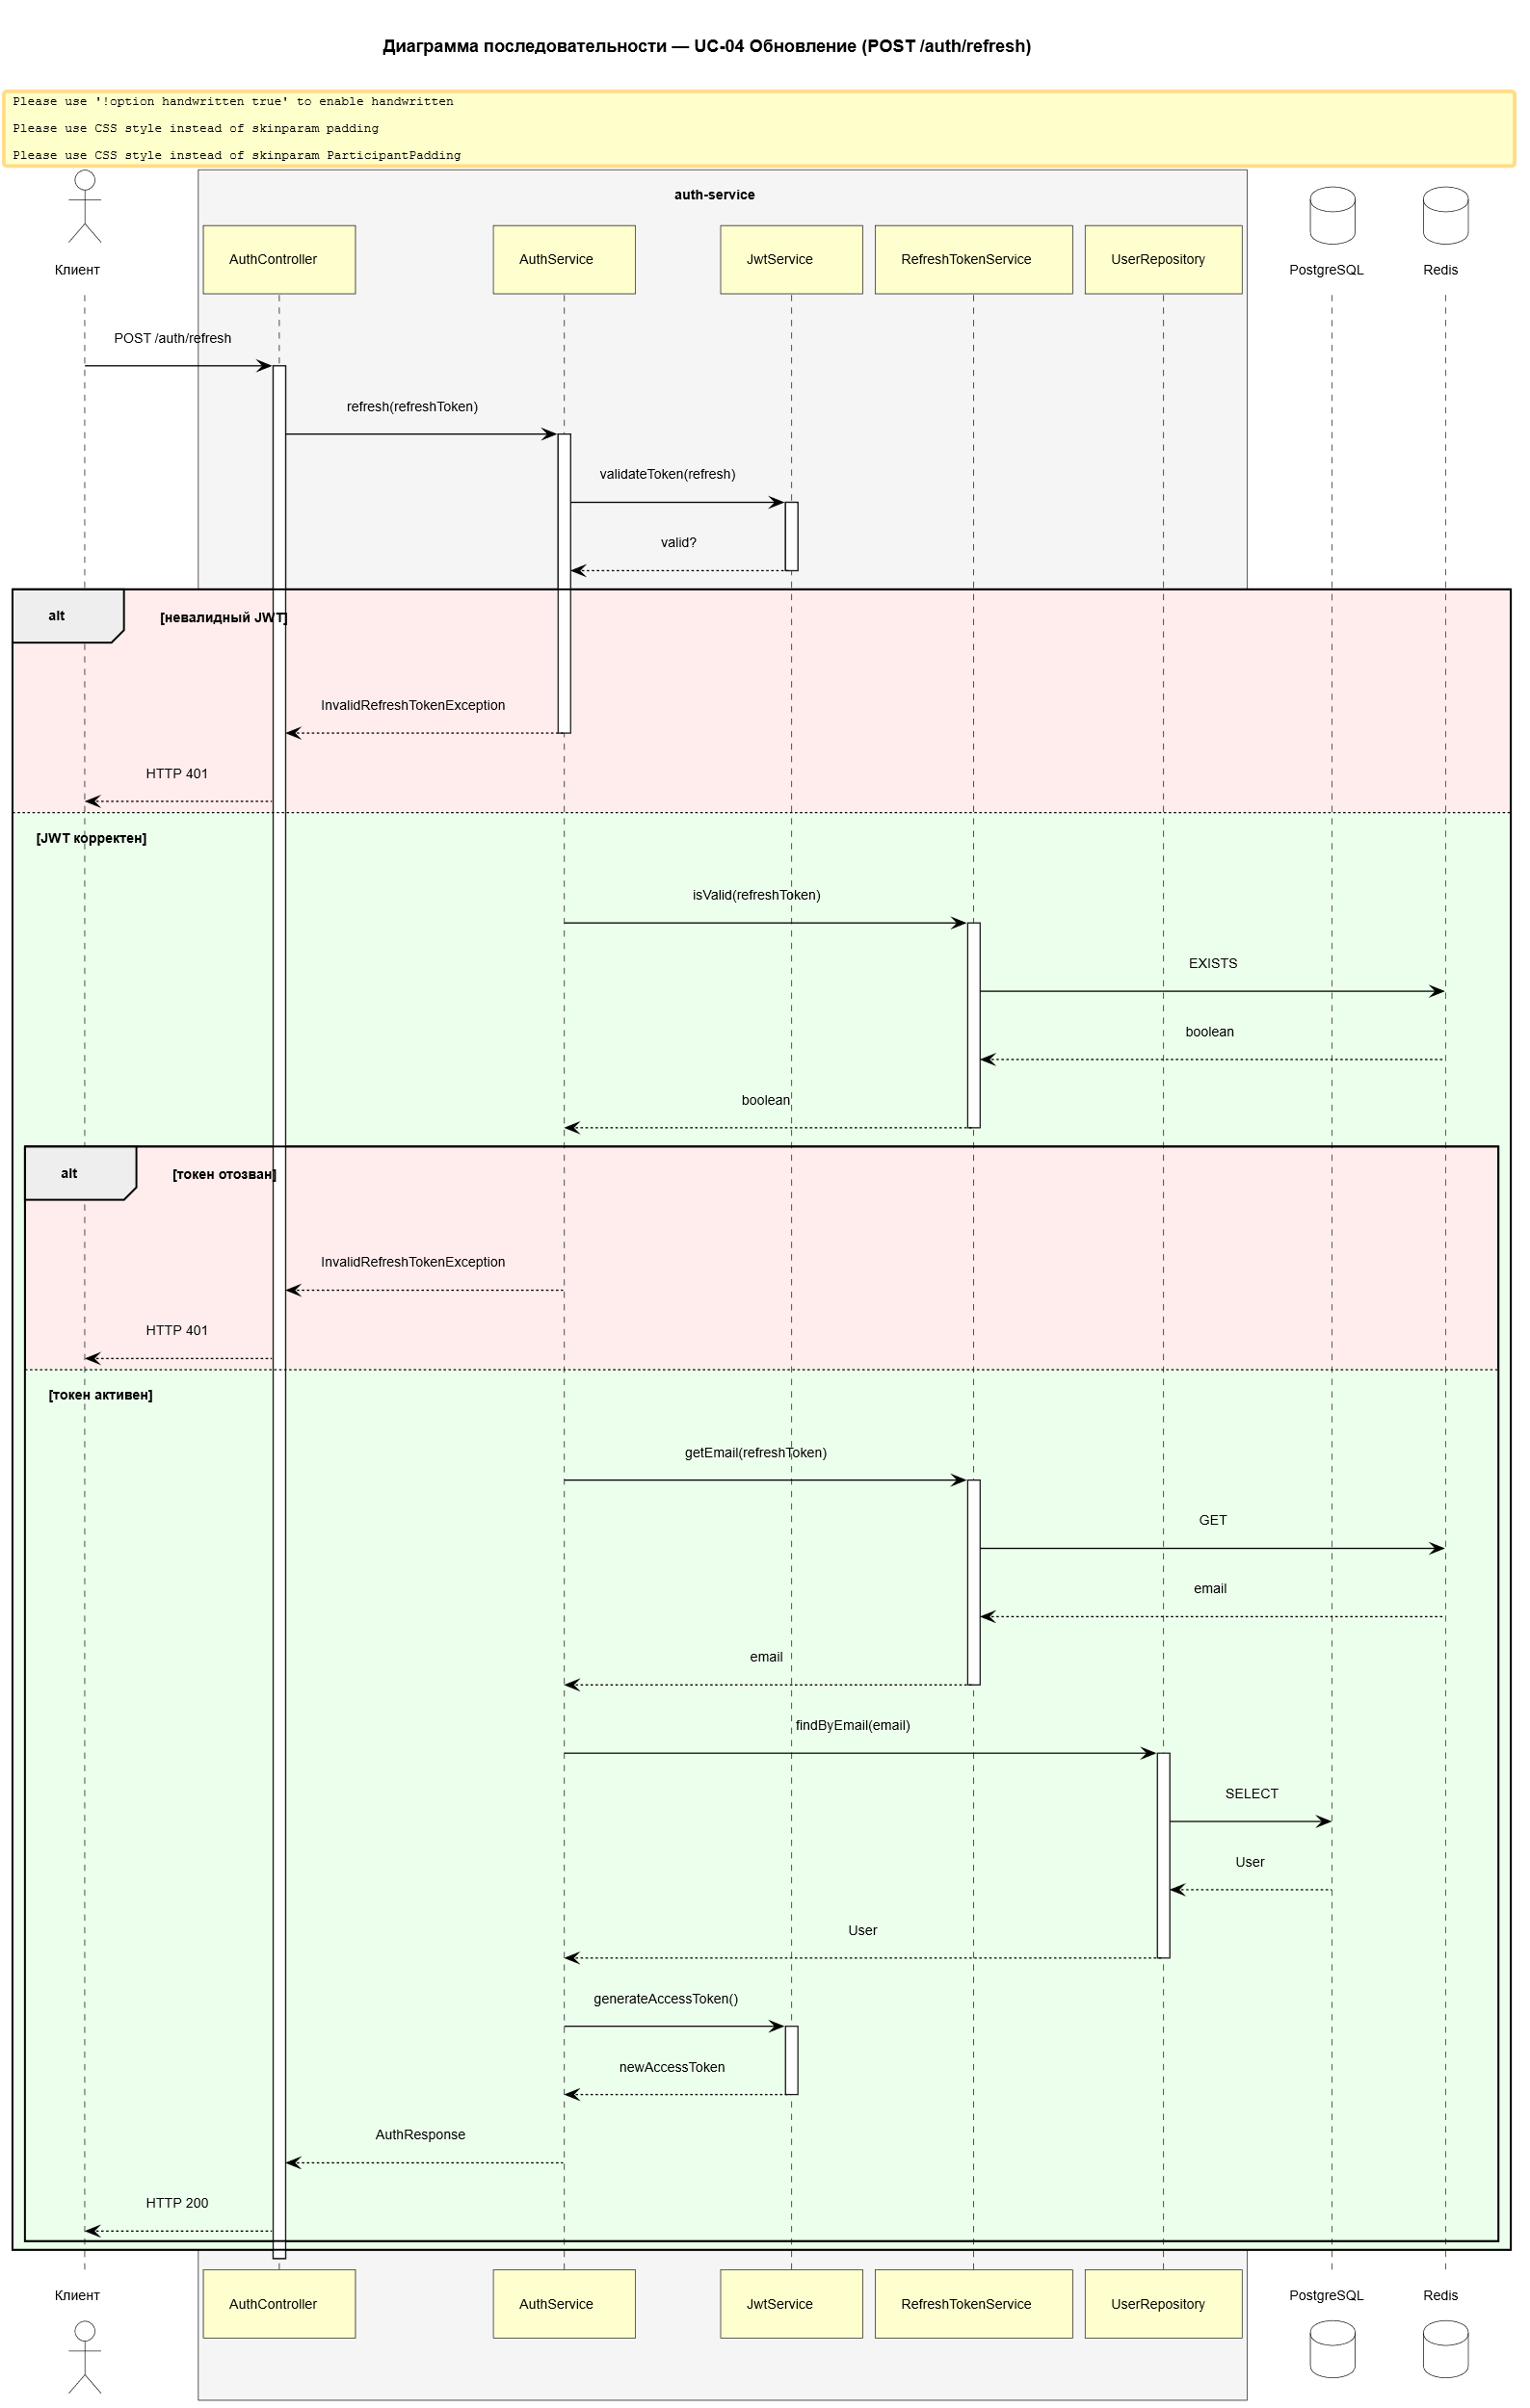 Диаграмма последовательности — UC-04 Обновление (POST /auth/refresh)
Please use '!option handwritten true' to enable handwritten
Please use CSS style instead of skinparam padding
Please use CSS style instead of skinparam ParticipantPadding
auth-service
Клиент
AuthController
AuthService
JwtService
RefreshTokenService
UserRepository
PostgreSQL
Redis
POST /auth/refresh
refresh(refreshToken)
validateToken(refresh)
valid?
alt
[невалидный JWT]
InvalidRefreshTokenException
HTTP 401
[JWT корректен]
isValid(refreshToken)
EXISTS
boolean
boolean
alt
[токен отозван]
InvalidRefreshTokenException
HTTP 401
[токен активен]
getEmail(refreshToken)
GET
email
email
findByEmail(email)
SELECT
User
User
generateAccessToken()
newAccessToken
AuthResponse
HTTP 200
Клиент
AuthController
AuthService
JwtService
RefreshTokenService
UserRepository
PostgreSQL
Redis